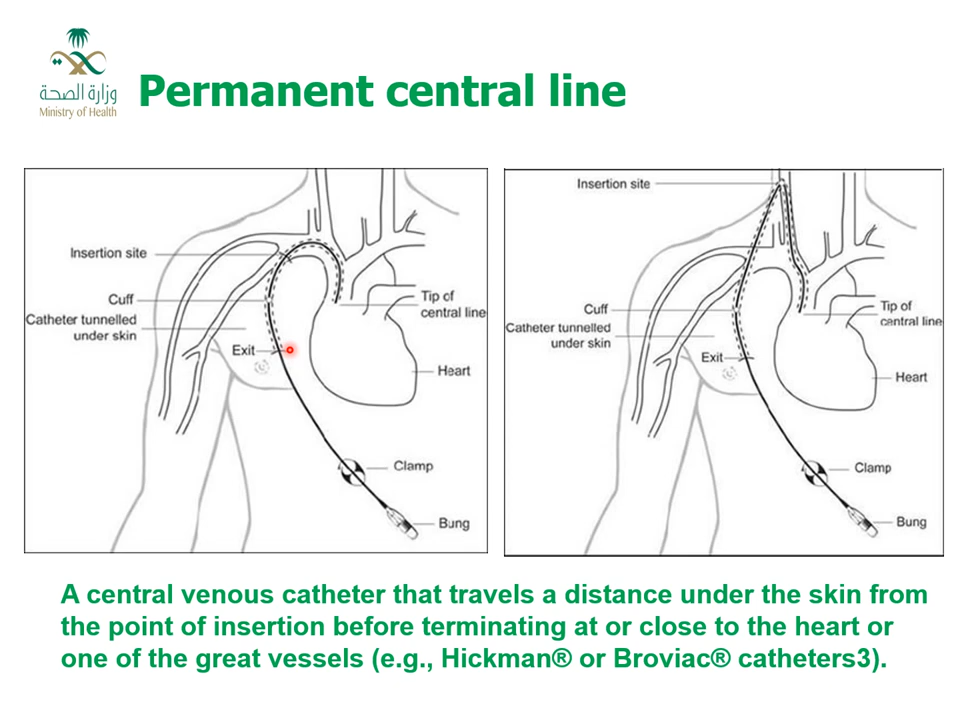 وزارة الصحة
Ministry of Health
Permanent central line
Insertion site
Cuff
Catheter tunnelled
under skin
Exit
Tip of
central line
Heart
Clamp
Bung
Insertion site
Cuff
Catheter tunnelled
under skin
Exit
Tip of
central line
Heart
Clamp
Bung
A central venous catheter that travels a distance under the skin from
the point of insertion before terminating at or close to the heart or
one of the great vessels (e.g., Hickman® or Broviac® catheters3).